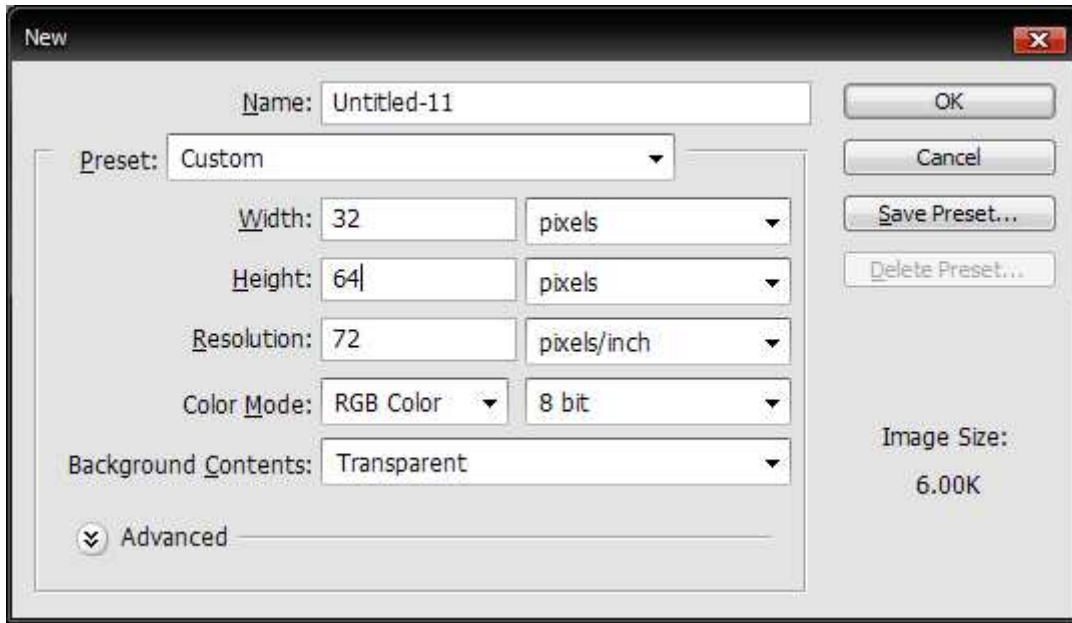 New
Name: Untitled-11
OK
Preset: Custom
Cancel
Width: 32 pixels
Save Preset...
Height: 64 pixels
Delete Preset...
Resolution: 72 pixels/inch
Color Mode: RGB Color 8 bit
Image Size:
Background Contents: Transparent
6.00K
Advanced